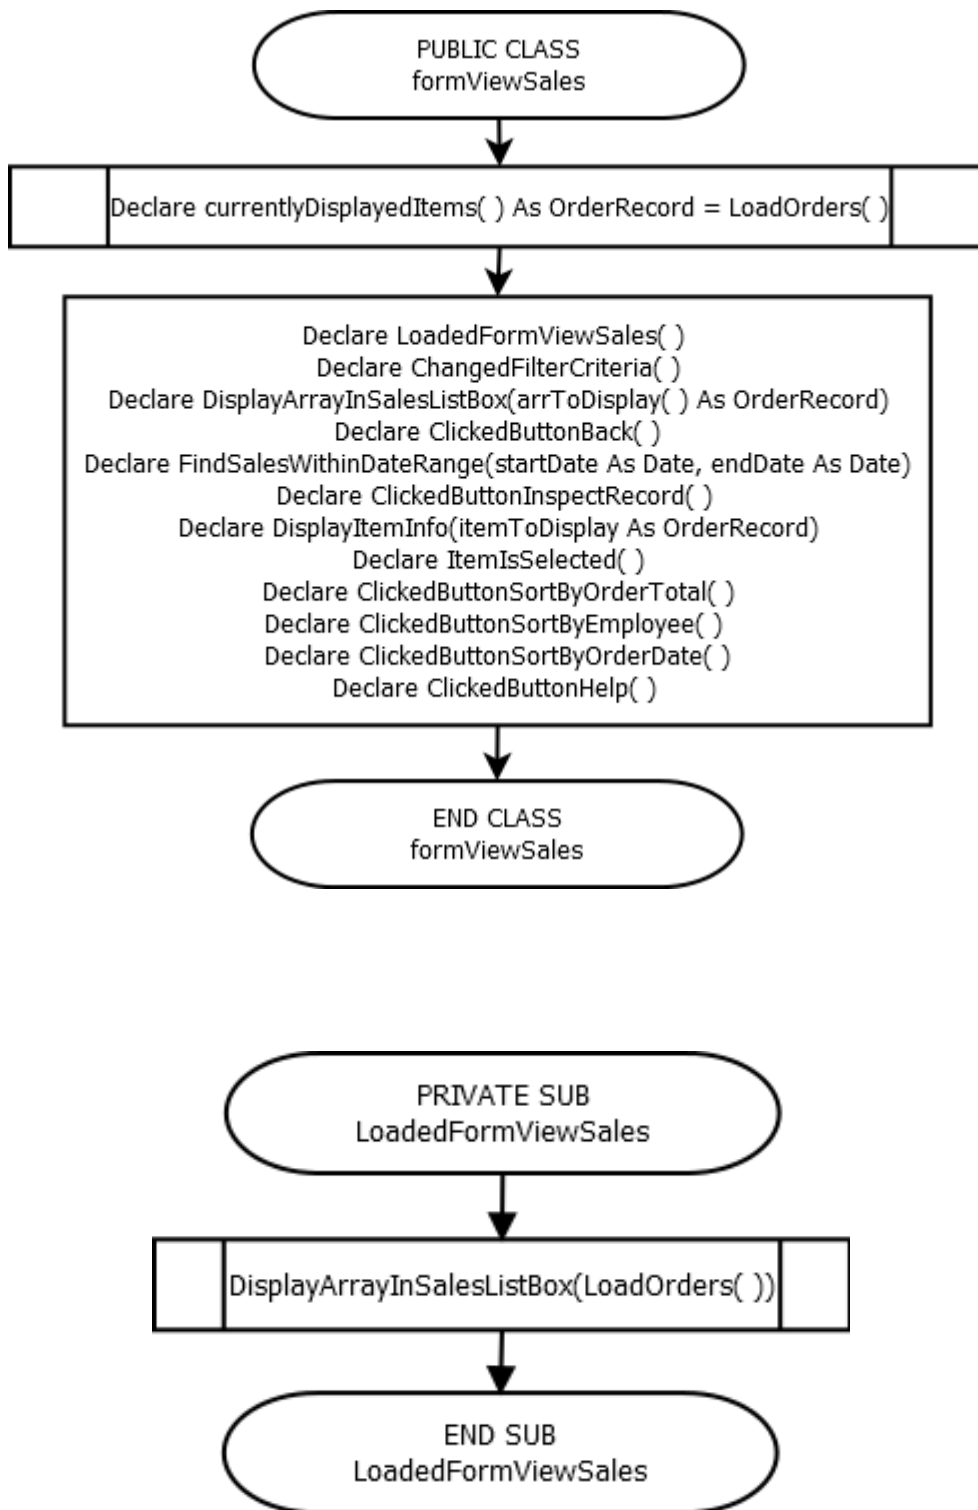 PUBLIC CLASS
formViewSales
Declare currentlyDisplayedItems( ) As OrderRecord = LoadOrders( )
Declare LoadedFormViewSales( )
Declare ChangedFilterCriteria( )
Declare DisplayArrayInSalesListBox(arrToDisplay( ) As OrderRecord)
Declare ClickedButtonBack( )
Declare FindSalesWithinDateRange(startDate As Date, endDate As Date)
Declare ClickedButtonInspectRecord( )
Declare DisplayItemInfo(itemToDisplay As OrderRecord)
Declare ItemIsSelected( )
Declare ClickedButtonSortByOrderTotal( )
Declare ClickedButtonSortByEmployee( )
Declare ClickedButtonSortByOrderDate( )
Declare ClickedButtonHelp( )
END CLASS
formViewSales
PRIVATE SUB
LoadedFormViewSales
DisplayArrayInSalesListBox(LoadOrders( ))
END SUB
LoadedFormViewSales